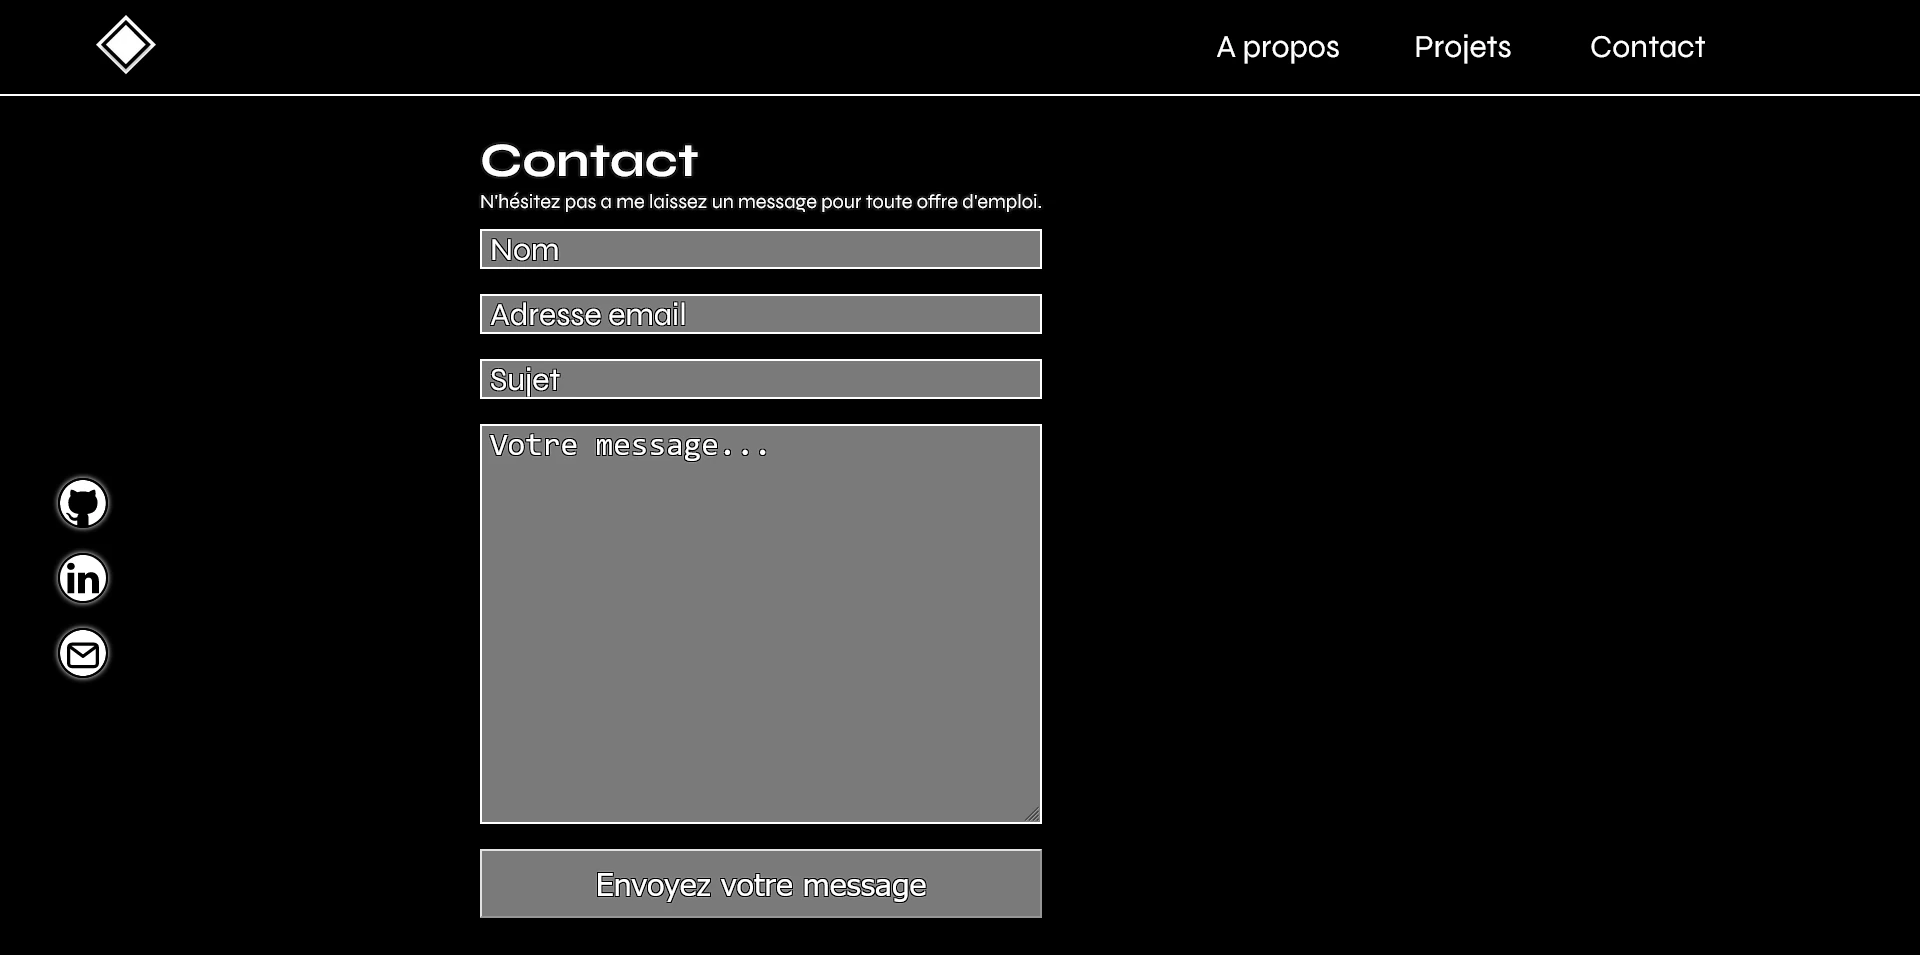 A propos Projets Contact
Contact
N'hésitez pas a me laissez un message pour toute offre d'emploi.
Nom
Adresse email
Sujet
Votre message...
in
Envoyez votre message